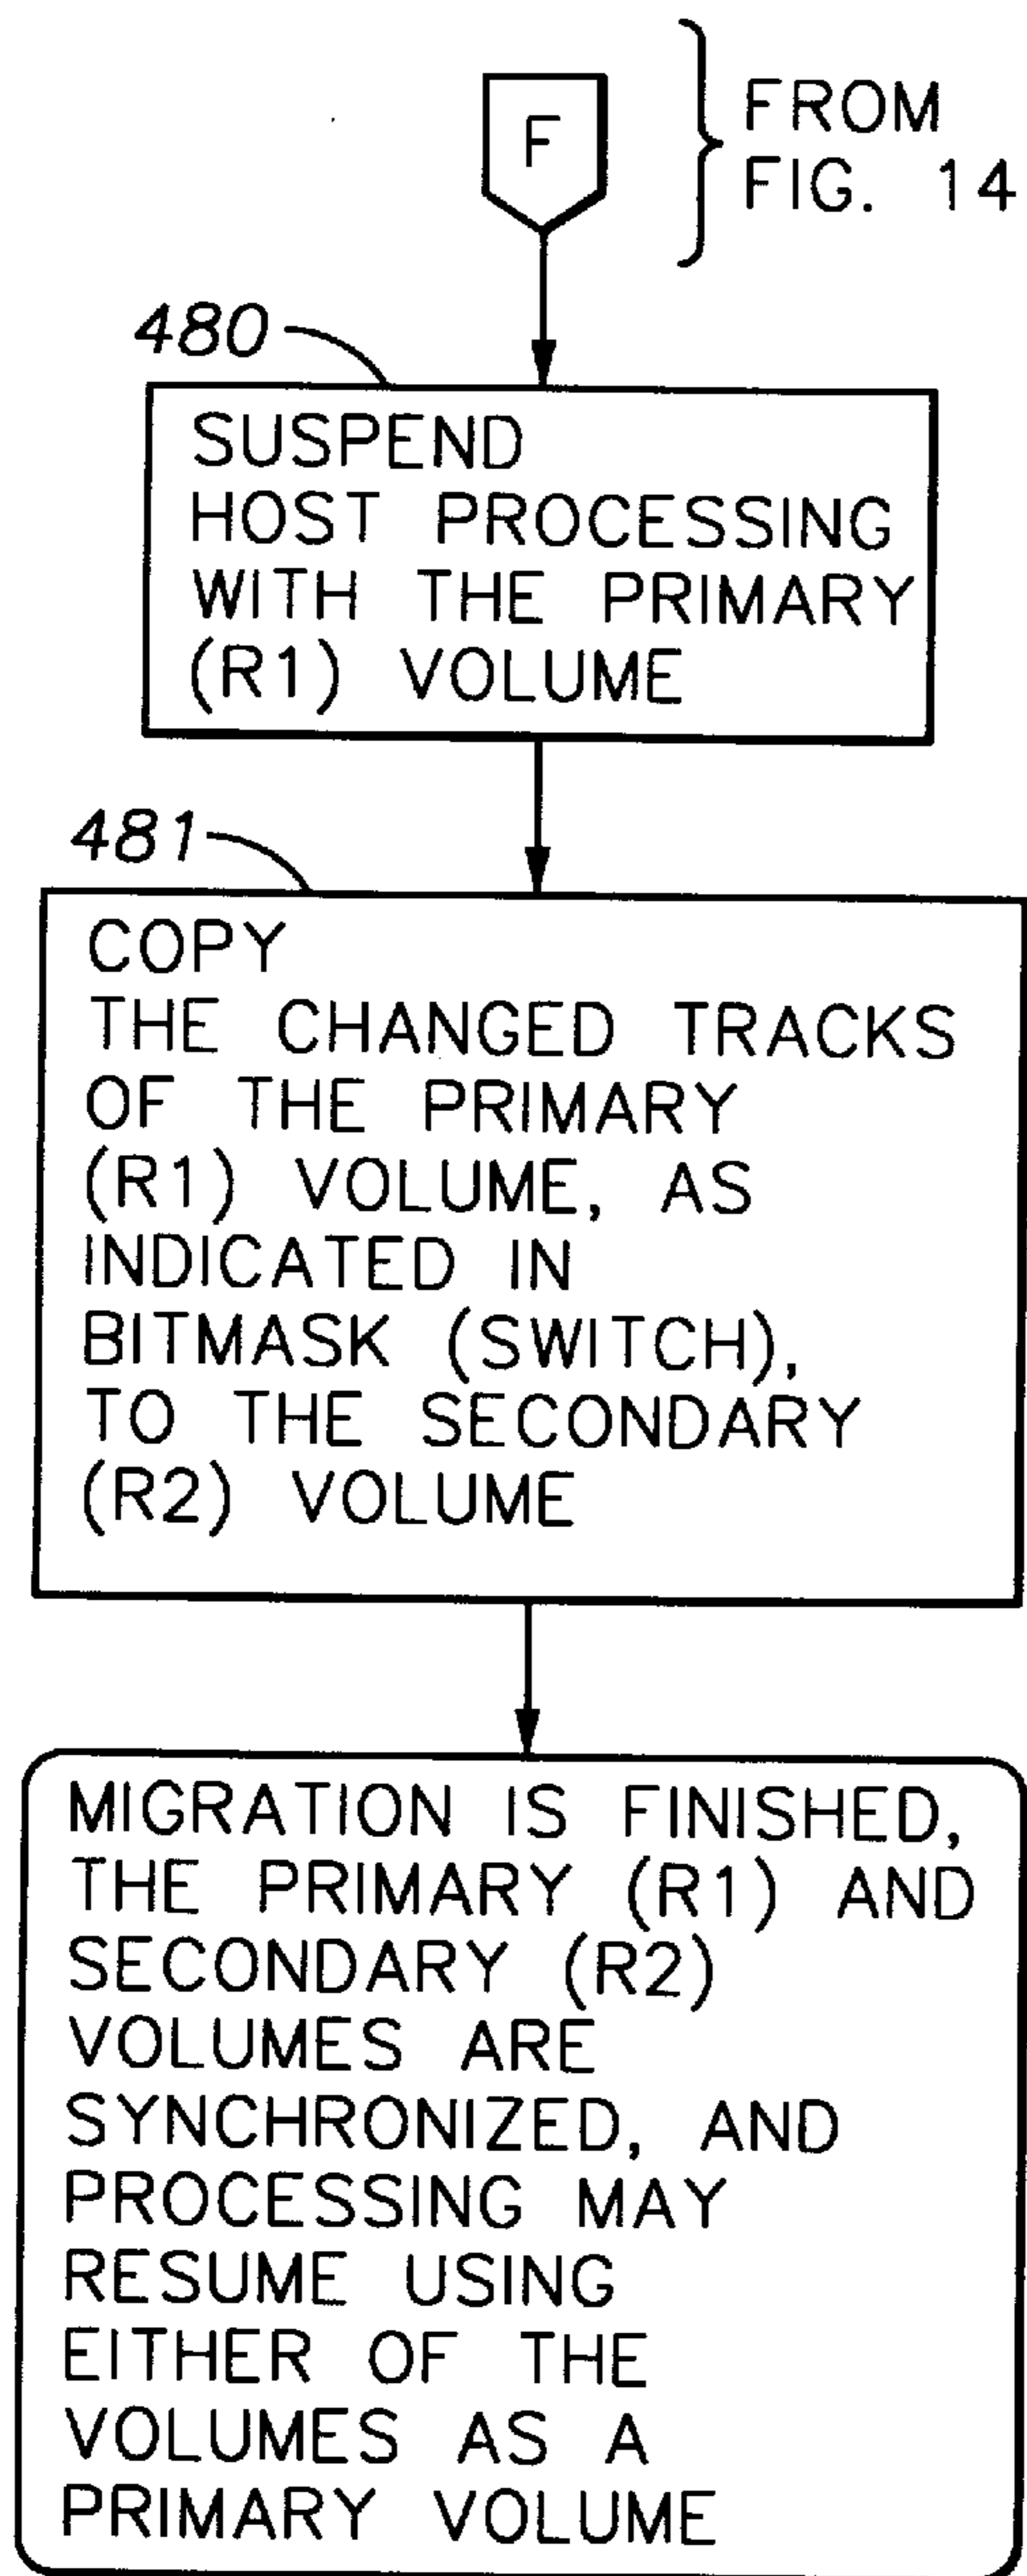 F
FROM
FIG. 14
480
SUSPEND
HOST PROCESSING
WITH THE PRIMARY
(R1) VOLUME
481
COPY
THE CHANGED TRACKS
OF THE PRIMARY
(R1) VOLUME, AS
INDICATED IN
BITMASK (SWITCH),
TO THE SECONDARY
(R2) VOLUME
MIGRATION IS FINISHED,
THE PRIMARY (R1) AND
SECONDARY (R2)
VOLUMES ARE
SYNCHRONIZED, AND
PROCESSING MAY
RESUME USING
EITHER OF THE
VOLUMES AS A
PRIMARY VOLUME